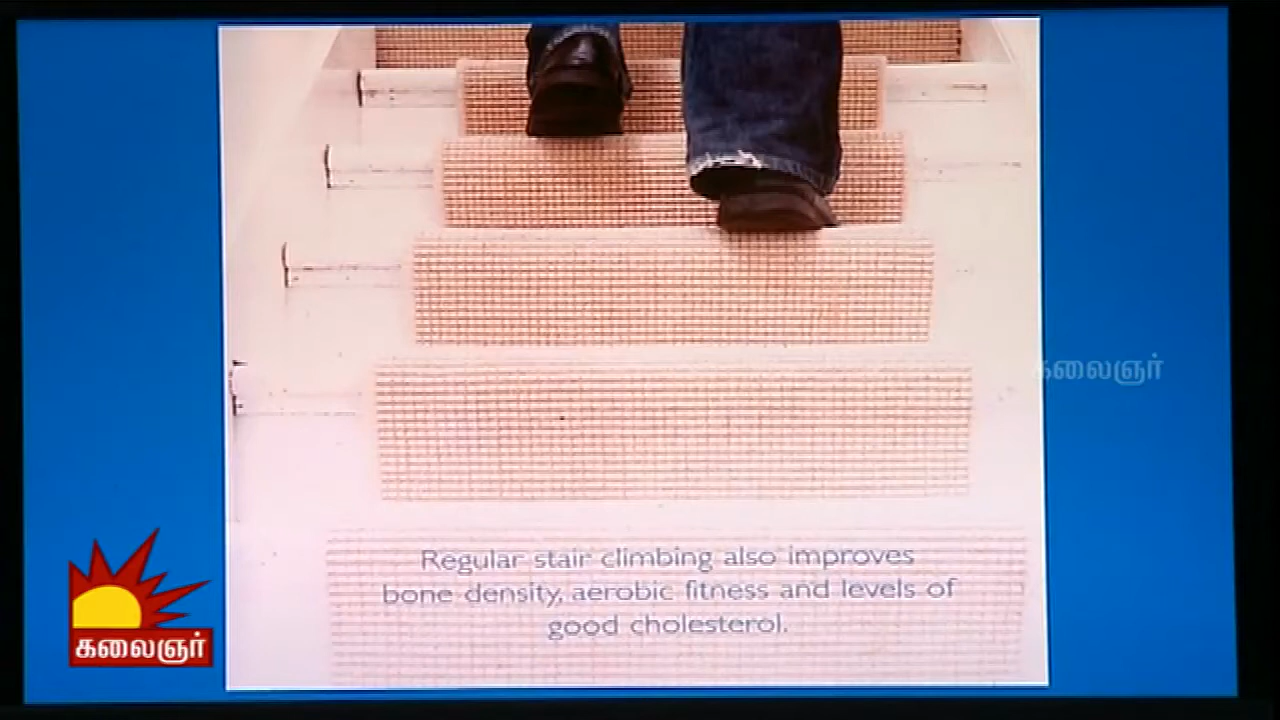 Regular stair climbing also improves
bone density, aerobic fitness and levels of
good cholesterol.
கலைஞர்
கலைஞர்